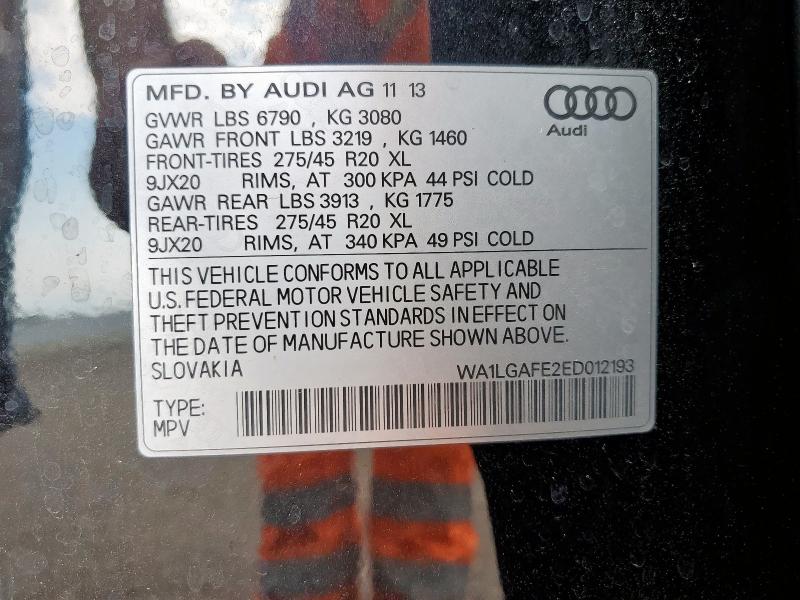 MFD. BY AUDI AG 11 13
Audi
GVWR LBS 6790 , KG 3080
GAWR FRONT LBS 3219 , KG 1460
FRONT-TIRES 275/45 R20 XL
9JX20 RIMS, AT 300 KPA 44 PSI COLD
GAWR REAR LBS 3913 , KG 1775
REAR-TIRES 275/45 R20 XL
9JX20 RIMS, AT 340 KPA 49 PSI COLD
THIS VEHICLE CONFORMS TO ALL APPLICABLE
U.S. FEDERAL MOTOR VEHICLE SAFETY AND
THEFT PREVENTION STANDARDS IN EFFECT ON
THE DATE OF MANUFACTURE SHOWN ABOVE.
SLOVAKIA WA1LGAFE2ED012193
TYPE:
MPV